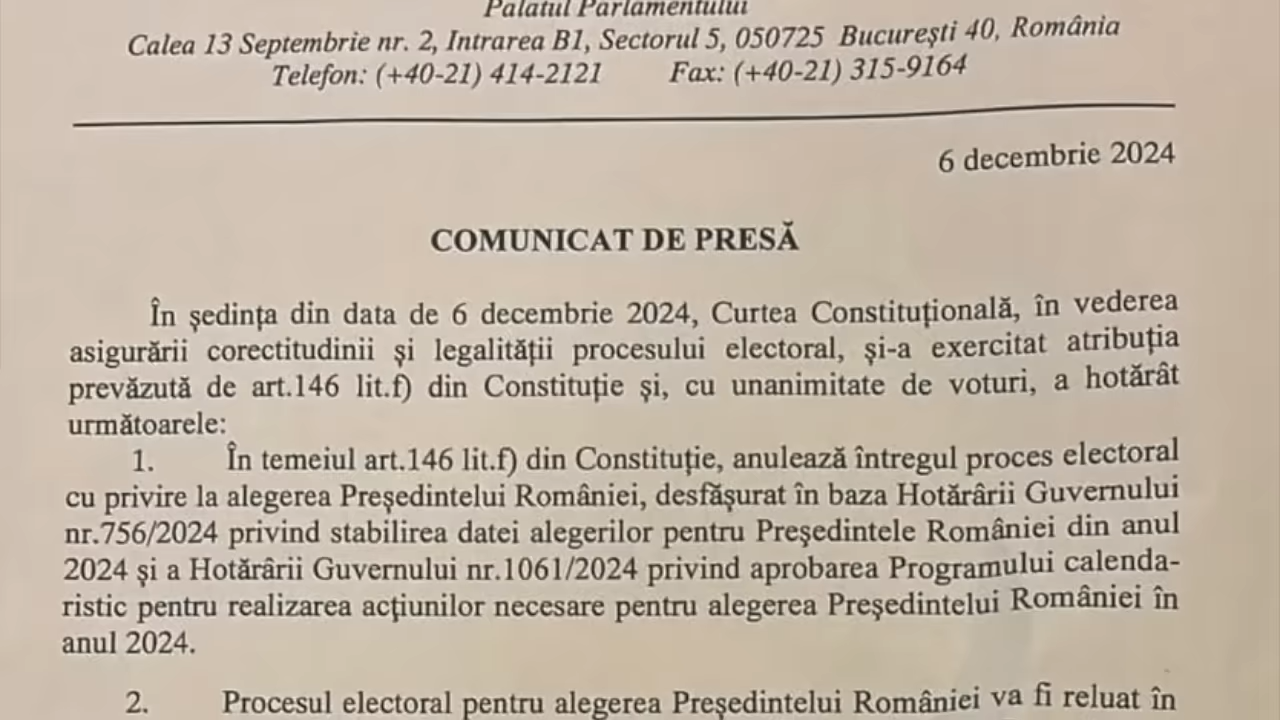 Palatul Parlamentului
Calea 13 Septembrie nr. 2, Intrarea B1, Sectorul 5, 050725 București 40, România
Telefon: (+40-21) 414-2121 Fax: (+40-21) 315-9164
6 decembrie 2024
COMUNICAT DE PRESĂ
În ședința din data de 6 decembrie 2024, Curtea Constituțională, în vederea
asigurării corectitudinii și legalității procesului electoral, și-a exercitat atribuția
prevăzută de art.146 lit.f) din Constituție și, cu unanimitate de voturi, a hotărât
următoarele:
1. În temeiul art.146 lit.f) din Constituție, anulează întregul proces electoral
cu privire la alegerea Președintelui României, desfășurat în baza Hotărârii Guvernului
nr.756/2024 privind stabilirea datei alegerilor pentru Președintele României din anul
2024 și a Hotărârii Guvernului nr.1061/2024 privind aprobarea Programului calenda-
ristic pentru realizarea acțiunilor necesare pentru alegerea Președintelui României în
anul 2024.
2. Procesul electoral pentru alegerea Președintelui României va fi reluat în